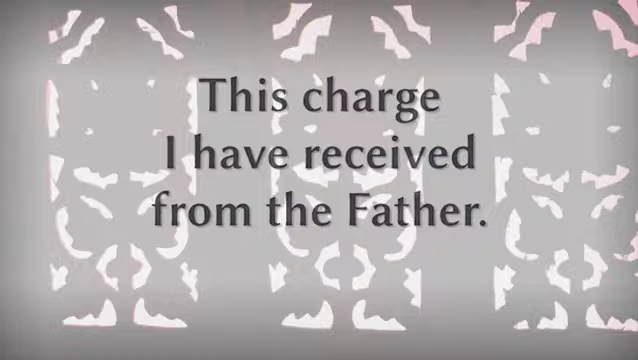 This charge
I have received
from the Father.